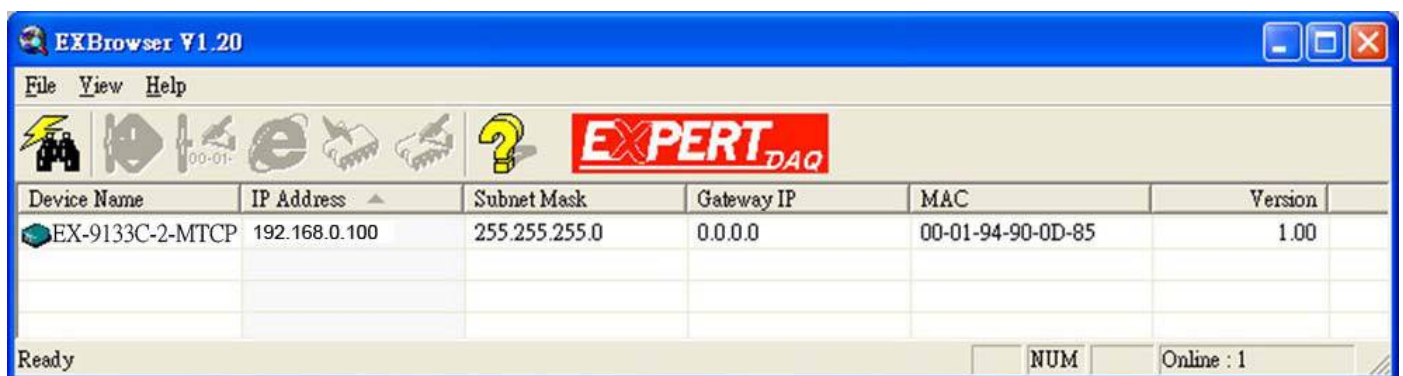 EXBrowser V1.20
File View Help
00-01- EXPERT DAQ
Device Name IP Address Subnet Mask Gateway IP MAC Version
EX-9133C-2-MTCP 192.168.0.100 255.255.255.0 0.0.0.0 00-01-94-90-0D-85 1.00
Ready NUM Online : 1